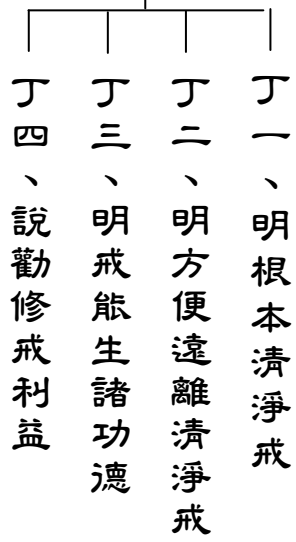 丁一、明根本清淨戒
丁二、明方便遠離清淨戒
丁三、明戒能生諸功德
丁四、說勸修戒利益